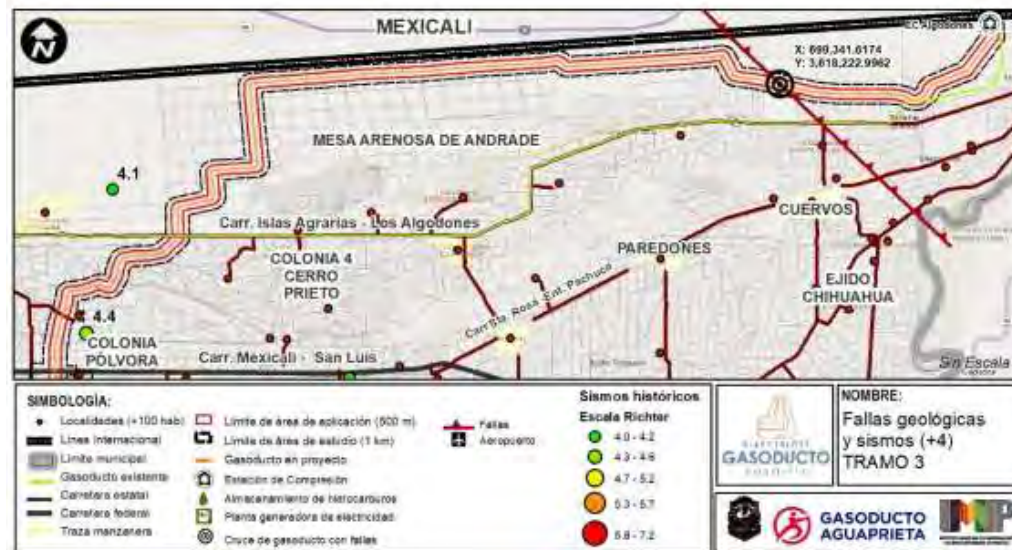 N
MEXICALI
EC Algodones
X: 699,341.6174
Y: 3,618,222.9962
MESA ARENOSA DE ANDRADE
4.1
Carr. Islas Agrarias - Los Algodones
CUERVOS
COLONIA 4
CERRO
PRIETO
PAREDONES
EJIDO
CHIHUAHUA
Carr Sta. Rosa Ent. Pachuca
4.4
COLONIA
PÓLVORA
Carr. Mexicali - San Luis
Sin Escala
SIMBOLOGÍA:
Localidades (+100 hab)
Línea Internacional
Límite municipal
Gasoducto existente
Carretera estatal
Carretera federal
Traza manzanera
Límite de área de aplicación (500 m)
Límite de área de estudio (1 km)
Gasoducto en proyecto
Estación de Compresión
Almacenamiento de hidrocarburos
Planta generadora de electricidad
Cruce de gasoducto con fallas
Fallas
Aeropuerto
Sismos históricos
Escala Richter
4.0 - 4.2
4.3 - 4.6
4.7 - 5.2
5.3 - 5.7
5.8 - 7.2
GASODUCTO
NOMBRE:
Fallas geológicas
y sismos (+4)
TRAMO 3
GASODUCTO
AGUAPRIETA